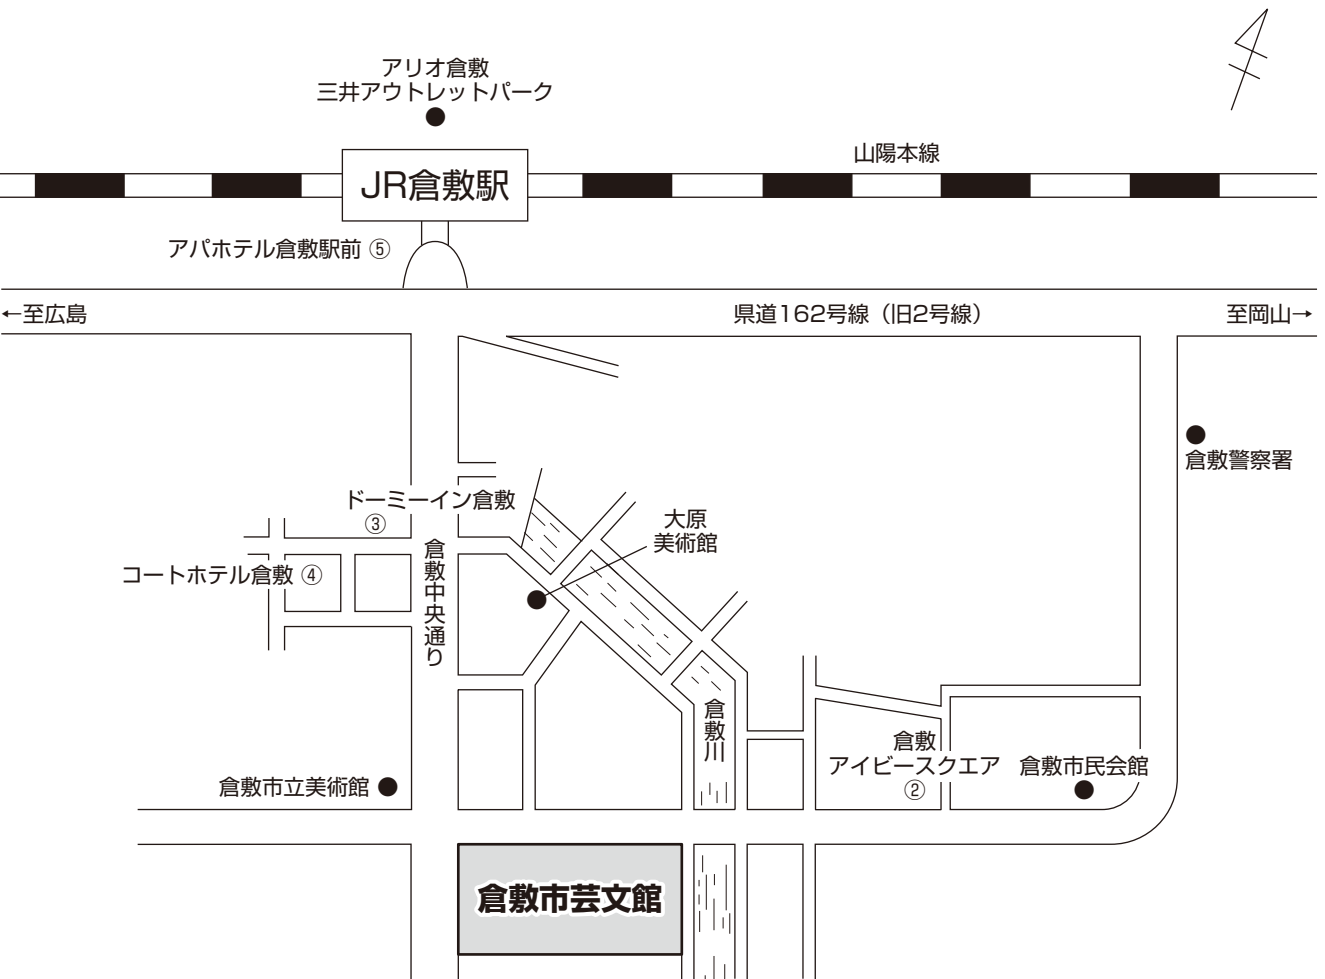 アリオ倉敷
三井アウトレットパーク
山陽本線
JR倉敷駅
アパホテル倉敷駅前 ⑤
←至広島
県道162号線（旧2号線）
至岡山→
倉敷警察署
ドーミーイン倉敷
③
大原
美術館
倉敷中央通り
コートホテル倉敷 ④
倉敷川
倉敷
アイビースクエア
②
倉敷市民会館
倉敷市立美術館
倉敷市芸文館